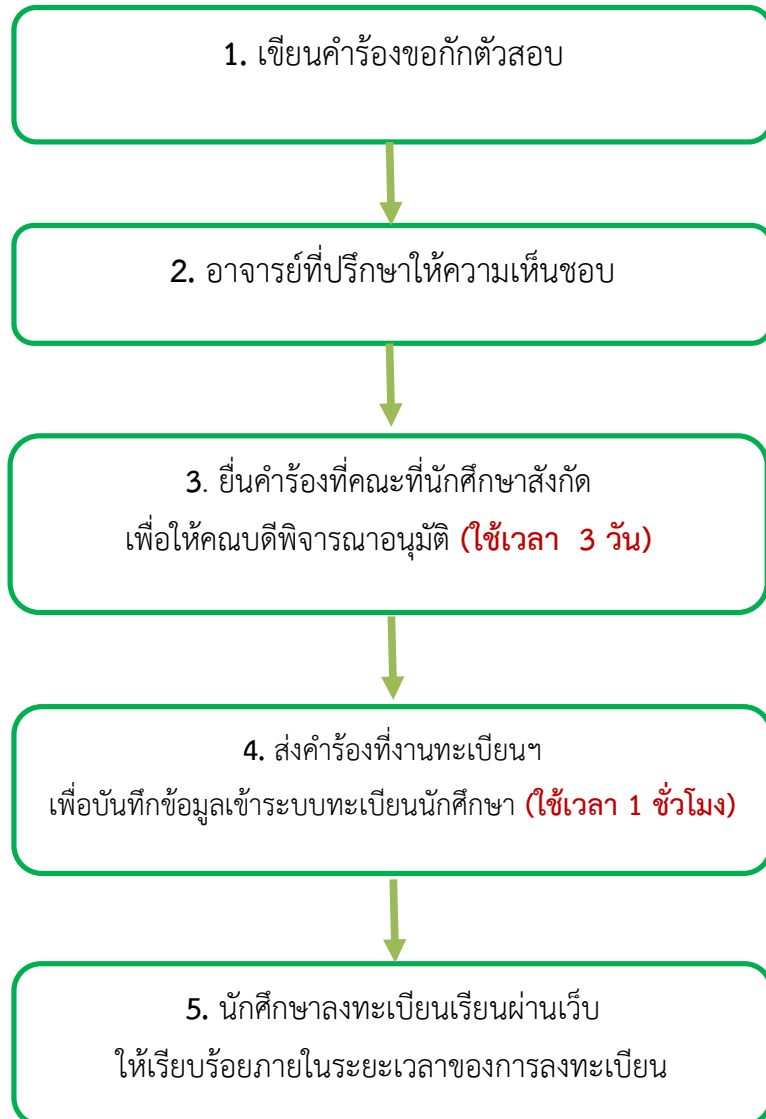 1. เขียนคำร้องขอกักตัวสอบ
2. อาจารย์ที่ปรึกษาให้ความเห็นชอบ
3. ยื่นคำร้องที่คณะที่นักศึกษาสังกัด
เพื่อให้คณบดีพิจารณาอนุมัติ (ใช้เวลา 3 วัน)
4. ส่งคำร้องที่งานทะเบียนฯ
เพื่อบันทึกข้อมูลเข้าระบบทะเบียนนักศึกษา (ใช้เวลา 1 ชั่วโมง)
5. นักศึกษาลงทะเบียนเรียนผ่านเว็บ
ให้เรียบร้อยภายในระยะเวลาของการลงทะเบียน